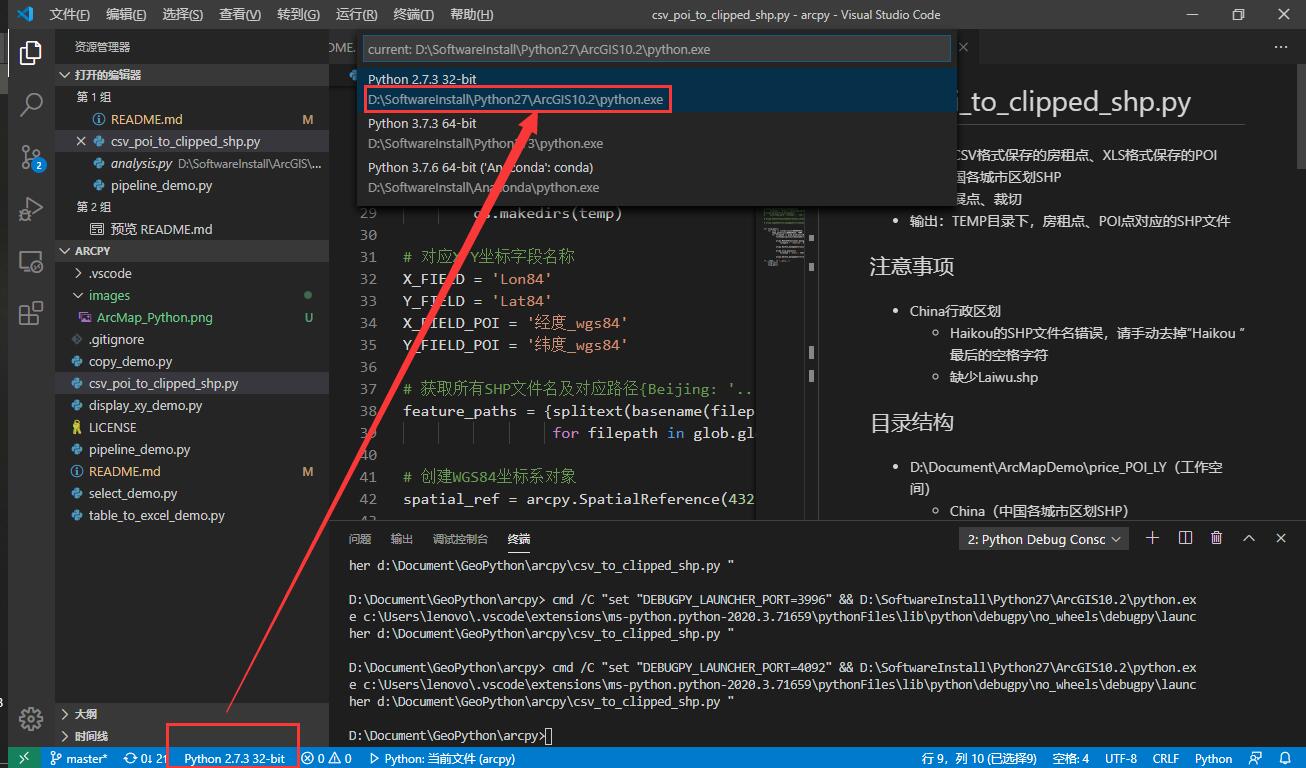 文件(F) 编辑(E) 选择(S) 查看(V) 转到(G) 运行(R) 终端(T) 帮助(H) csv_poi_to_clipped_shp.py - arcpy - Visual Studio Code
资源管理器
打开的编辑器
第 1 组
README.md M
csv_poi_to_clipped_shp.py
analysis.py D:\SoftwareInstall\ArcGIS\...
pipeline_demo.py
第 2 组
预览 README.md
ARCPY
.vscode
images
ArcMap_Python.png U
.gitignore
copy_demo.py
csv_poi_to_clipped_shp.py
display_xy_demo.py
LICENSE
pipeline_demo.py
README.md M
select_demo.py
table_to_excel_demo.py
大纲
时间线
2
current: D:\SoftwareInstall\Python27\ArcGIS10.2\python.exe
Python 2.7.3 32-bit
D:\SoftwareInstall\Python27\ArcGIS10.2\python.exe
Python 3.7.3 64-bit
3/python.exe
Python 3.7.6 64-bit ('Anaconda': conda)
D:\SoftwareInstall\Anaconda\python.exe
29 makedirs(temp)
30
31 # 对应X Y坐标字段名称
32 X_FIELD = 'Lon84'
33 Y_FIELD = 'Lat84'
34 X_FIELD_POI = '经度_wgs84'
35 Y_FIELD_POI = '纬度_wgs84'
36
37 # 获取所有SHP文件名及对应路径{Beijing: '..
38 feature_paths = {splitext(basename(filep
39 for filepath in glob.gl
40
41 # 创建WGS84坐标系对象
42 spatial_ref = arcpy.SpatialReference(432
_to_clipped_shp.py
CSV格式保存的房租点、XLS格式保存的POI
国各城市区划SHP
展点、裁切
输出：TEMP目录下，房租点、POI点对应的SHP文件
注意事项
China行政区划
Haikou的SHP文件名错误，请手动去掉“Haikou ”
最后的空格字符
缺少Laiwu.shp
目录结构
D:\Document\ArcMapDemo\price_POI_LY（工作空
间）
China（中国各城市区划SHP）
问题 输出 调试控制台 终端 2: Python Debug Consc
her d:\Document\GeoPython\arcpy\csv_to_clipped_shp.py "
D:\Document\GeoPython\arcpy> cmd /C "set "DEBUGPY_LAUNCHER_PORT=3996" && D:\SoftwareInstall\Python27\ArcGIS10.2\python.ex
e c:\Users\lenovo\.vscode\extensions\ms-python.python-2020.3.71659\pythonFiles\lib\python\debugpy\no_wheels\debugpy\launc
her d:\Document\GeoPython\arcpy\csv_to_clipped_shp.py "
D:\Document\GeoPython\arcpy> cmd /C "set "DEBUGPY_LAUNCHER_PORT=4092" && D:\SoftwareInstall\Python27\ArcGIS10.2\python.ex
e c:\Users\lenovo\.vscode\extensions\ms-python.python-2020.3.71659\pythonFiles\lib\python\debugpy\no_wheels\debugpy\launc
her d:\Document\GeoPython\arcpy\csv_to_clipped_shp.py "
D:\Document\GeoPython\arcpy>
master* 0↓ 21 Python 2.7.3 32-bit 0 0 Python: 当前文件 (arcpy) 行 9，列 10 (已选择9) 空格: 4 UTF-8 CRLF Python